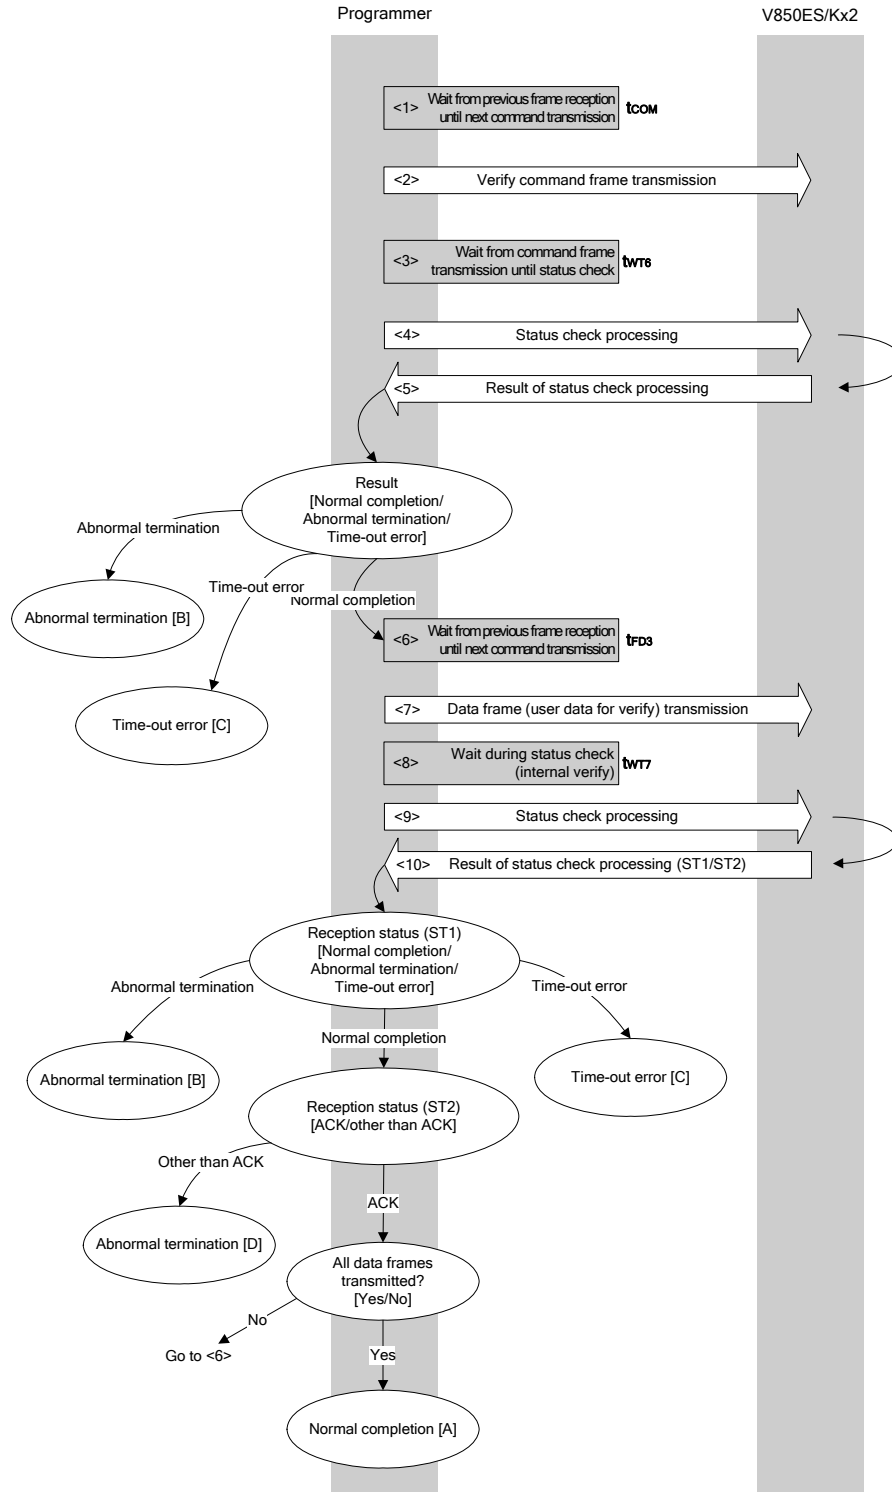 Programmer
V850ES/Kx2
<1> Wait from previous frame reception
until next command transmission
tCOM
<2> Verify command frame transmission
<3> Wait from command frame
transmission until status check
tWT6
<4> Status check processing
<5> Result of status check processing
Result
[Normal completion/
Abnormal termination/
Time-out error]
Abnormal termination
Time-out error
Normal completion
Abnormal termination [B]
<6> Wait from previous frame reception
until next command transmission
tFD3
Time-out error [C]
<7> Data frame (user data for verify) transmission
<8> Wait during status check
(internal verify)
tWT7
<9> Status check processing
<10> Result of status check processing (ST1/ST2)
Reception status (ST1)
[Normal completion/
Abnormal termination/
Time-out error]
Abnormal termination
Time-out error
Normal completion
Abnormal termination [B]
Time-out error [C]
Reception status (ST2)
[ACK/other than ACK]
Other than ACK
ACK
Abnormal termination [D]
All data frames
transmitted?
[Yes/No]
No
Go to <6>
Yes
Normal completion [A]